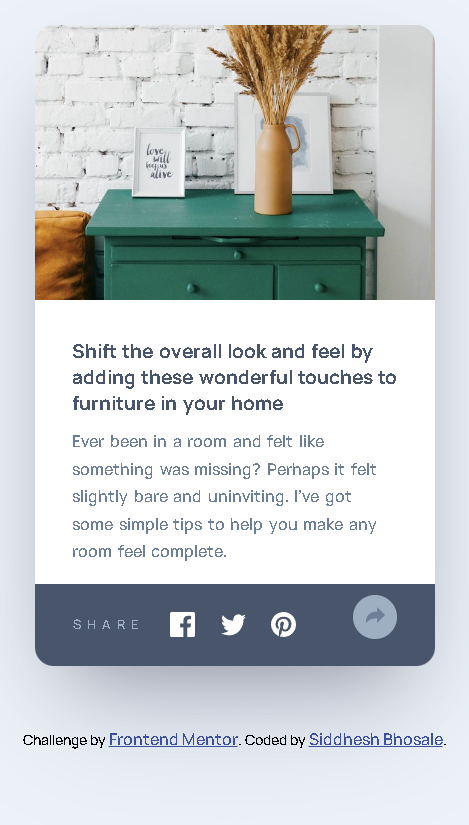 love
will
keep us
alive
Shift the overall look and feel by
adding these wonderful touches to
furniture in your home
Ever been in a room and felt like
something was missing? Perhaps it felt
slightly bare and uninviting. I’ve got
some simple tips to help you make any
room feel complete.
SHARE
Challenge by Frontend Mentor. Coded by Siddhesh Bhosale.